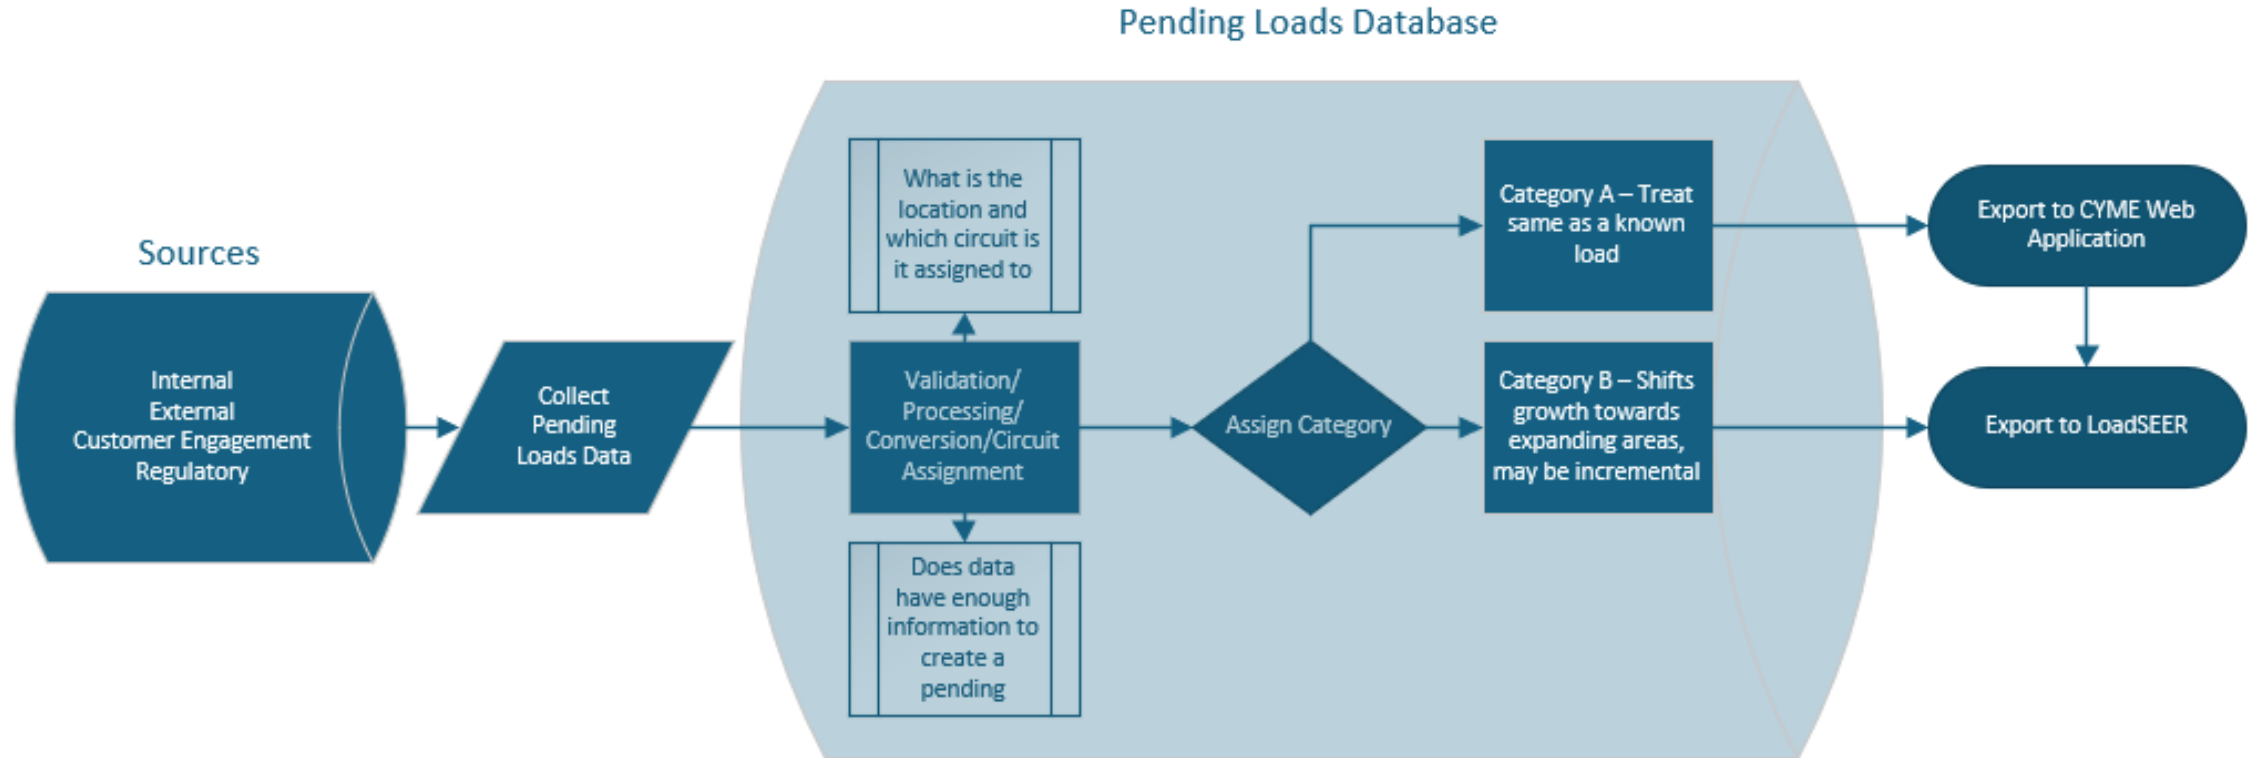 Pending Loads Database
Sources
Internal
External
Customer Engagement
Regulatory
Collect
Pending
Loads Data
What is the
location and
which circuit is
it assigned to
Validation/
Processing/
Conversion/Circuit
Assignment
Does data
have enough
information to
create a
pending
Assign Category
Category A – Treat
same as a known
load
Category B – Shifts
growth towards
expanding areas,
may be incremental
Export to CYME Web
Application
Export to LoadSEER